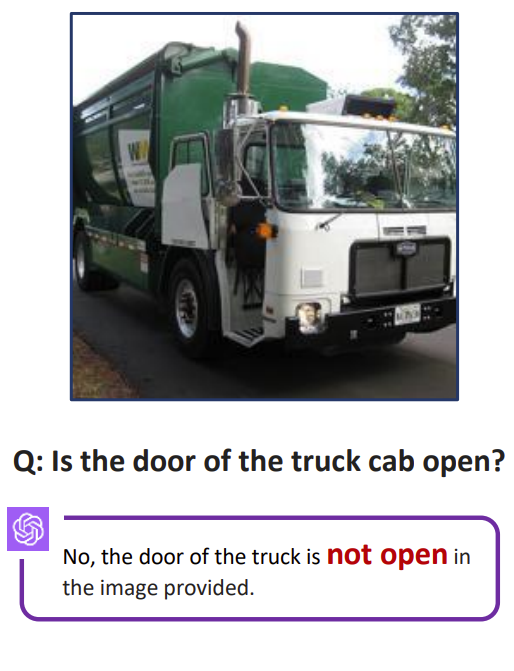 WM
Q: Is the door of the truck cab open?
No, the door of the truck is not open in
the image provided.